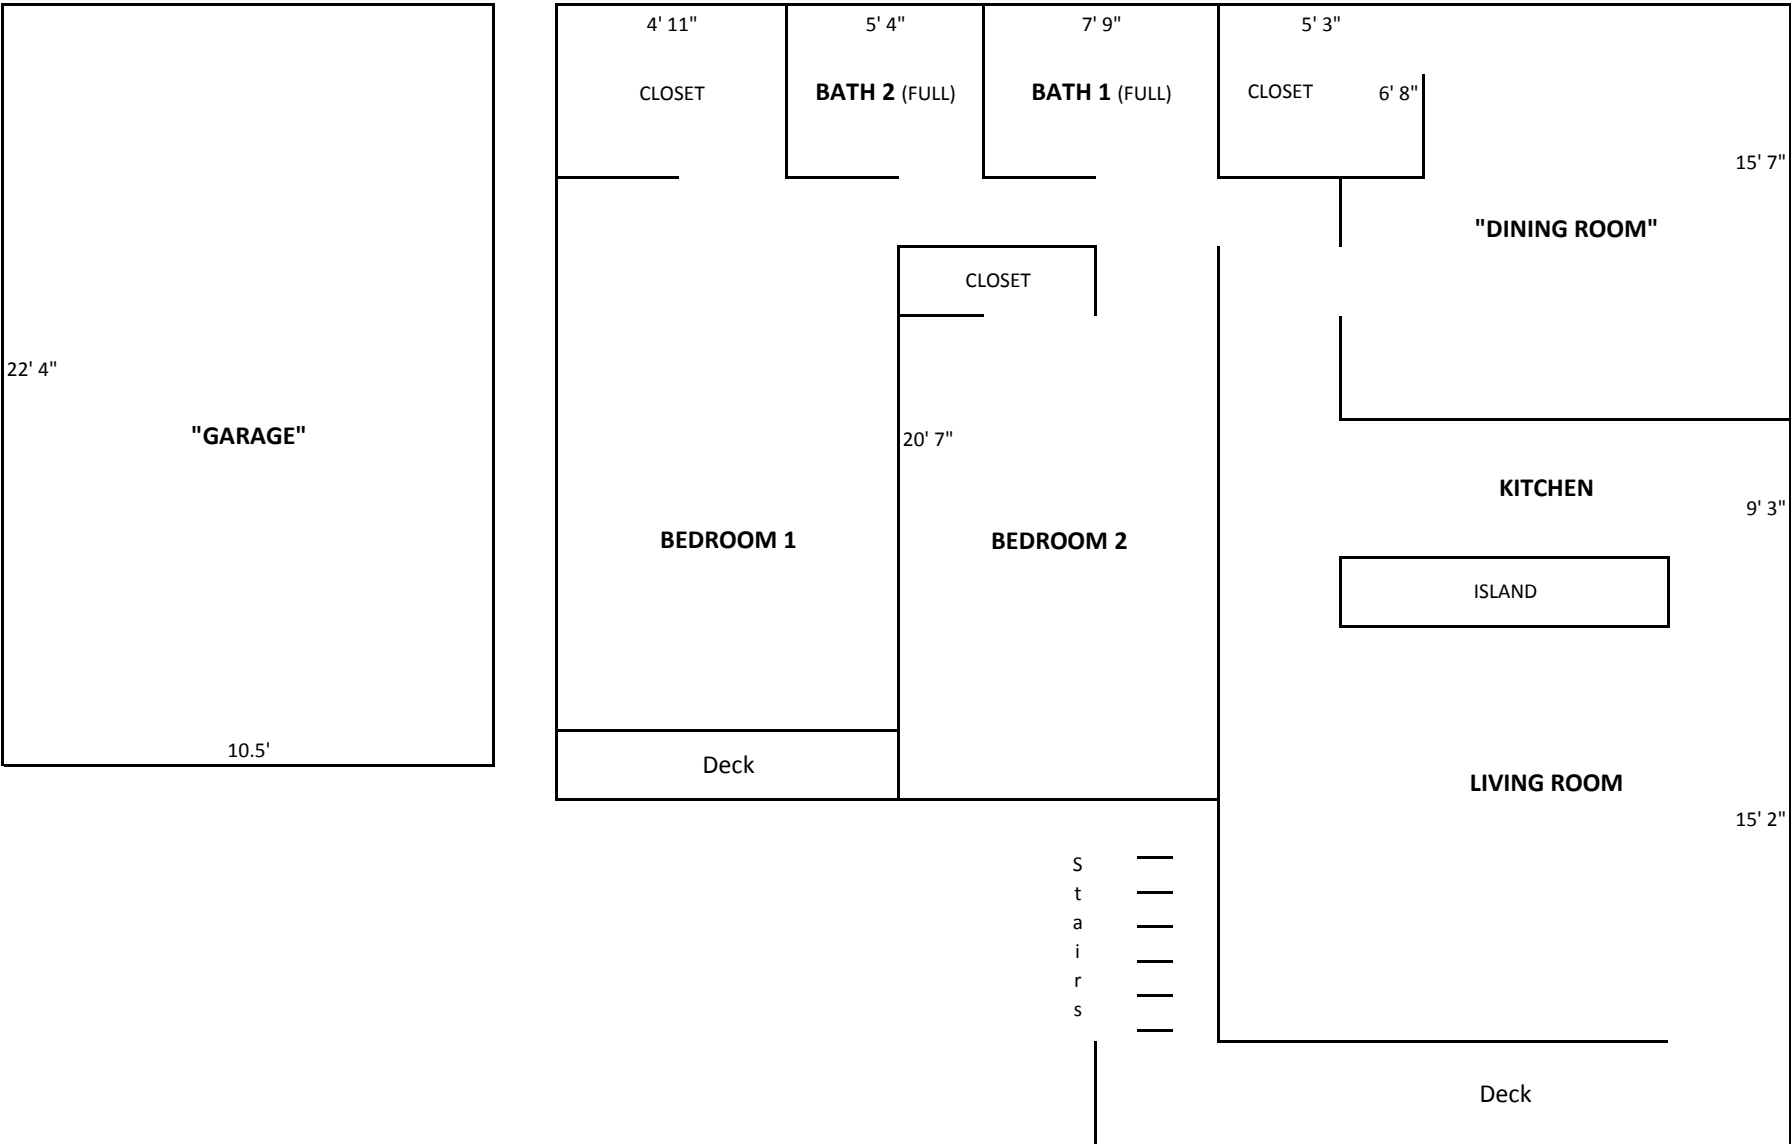 4' 11"
5' 4"
7' 9"
5' 3"
CLOSET
BATH 2 (FULL)
BATH 1 (FULL)
CLOSET
6' 8"
15' 7"
"DINING ROOM"
CLOSET
22' 4"
"GARAGE"
20' 7"
KITCHEN
9' 3"
BEDROOM 1
BEDROOM 2
ISLAND
10.5'
Deck
LIVING ROOM
15' 2"
Stairs
Deck